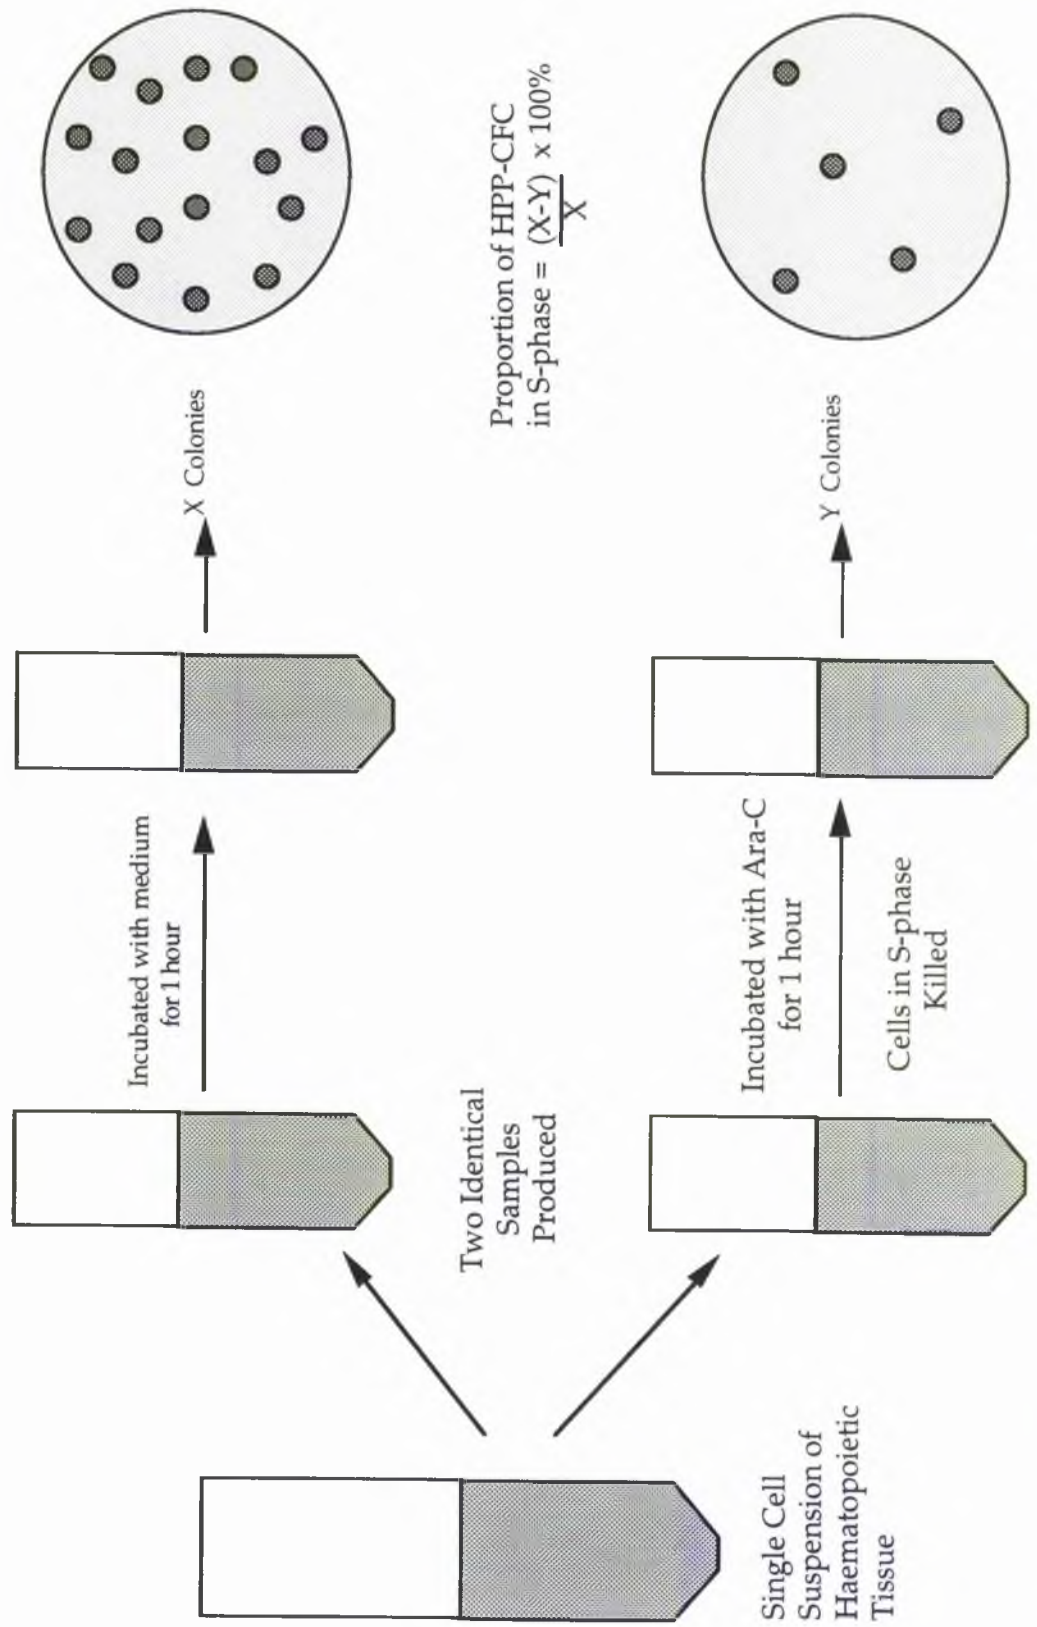 Single Cell
Suspension of
Haematopoietic
Tissue
Two Identical
Samples
Produced
Incubated with medium
for 1 hour
Incubated with Ara-C
for 1 hour
Cells in S-phase
Killed
X Colonies
Y Colonies
Proportion of HPP-CFC
in S-phase = (X-Y) x 100%
X